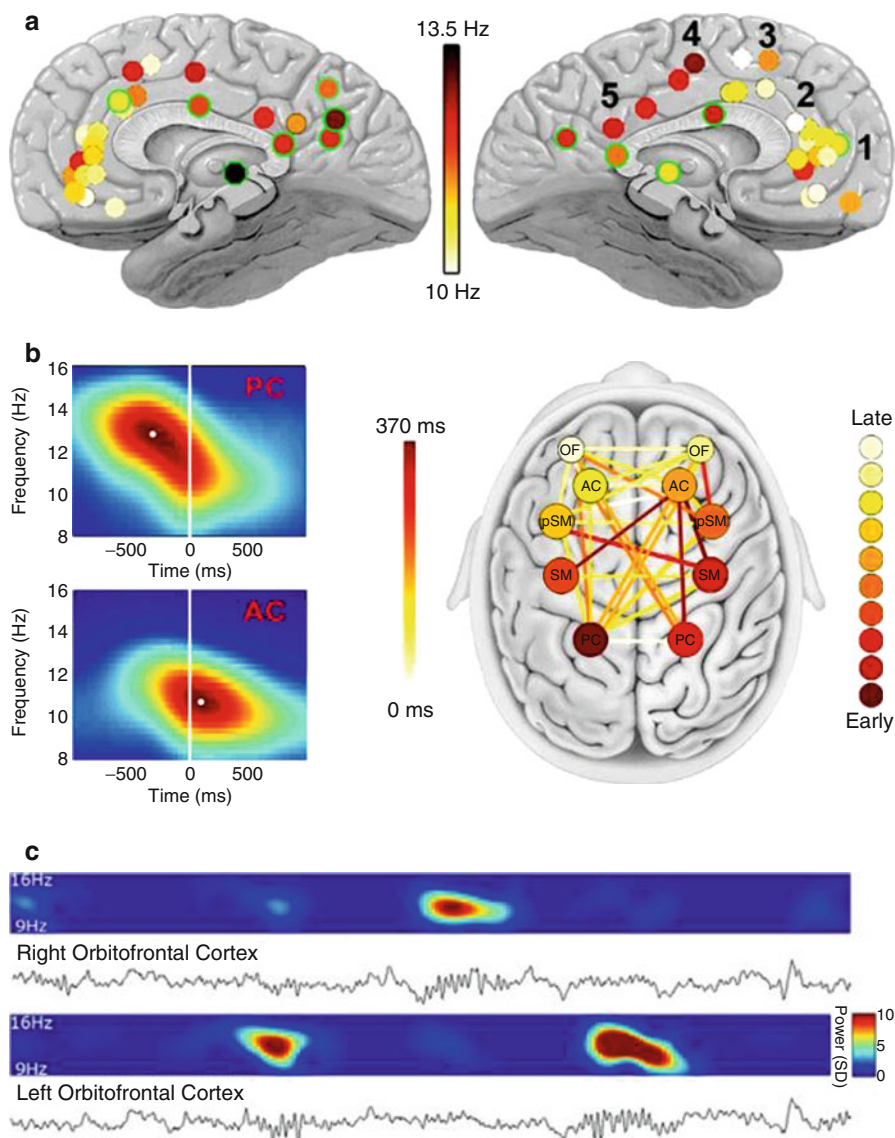 a
13.5 Hz
10 Hz
5
4
3
2
1
b
16
14
12
10
8
Frequency (Hz)
PC
−500
0
500
Time (ms)
16
14
12
10
8
Frequency (Hz)
AC
−500
0
500
Time (ms)
370 ms
0 ms
OF
OF
AC
AC
pSM
pSM
SM
SM
PC
PC
Late
Early
c
16Hz
9Hz
Right Orbitofrontal Cortex
16Hz
9Hz
Left Orbitofrontal Cortex
Power (SD)
10
5
0